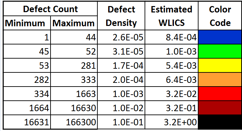 Defect Count Defect Density Estimated WLICS Color Code
Minimum Maximum
1 44 2.6E-05 8.4E-04
45 52 3.1E-05 1.0E-03
53 281 1.7E-04 5.4E-03
282 333 2.0E-04 6.4E-03
334 1663 1.0E-03 3.2E-02
1664 16630 1.0E-02 3.2E-01
16631 166300 1.0E-01 3.2E+00